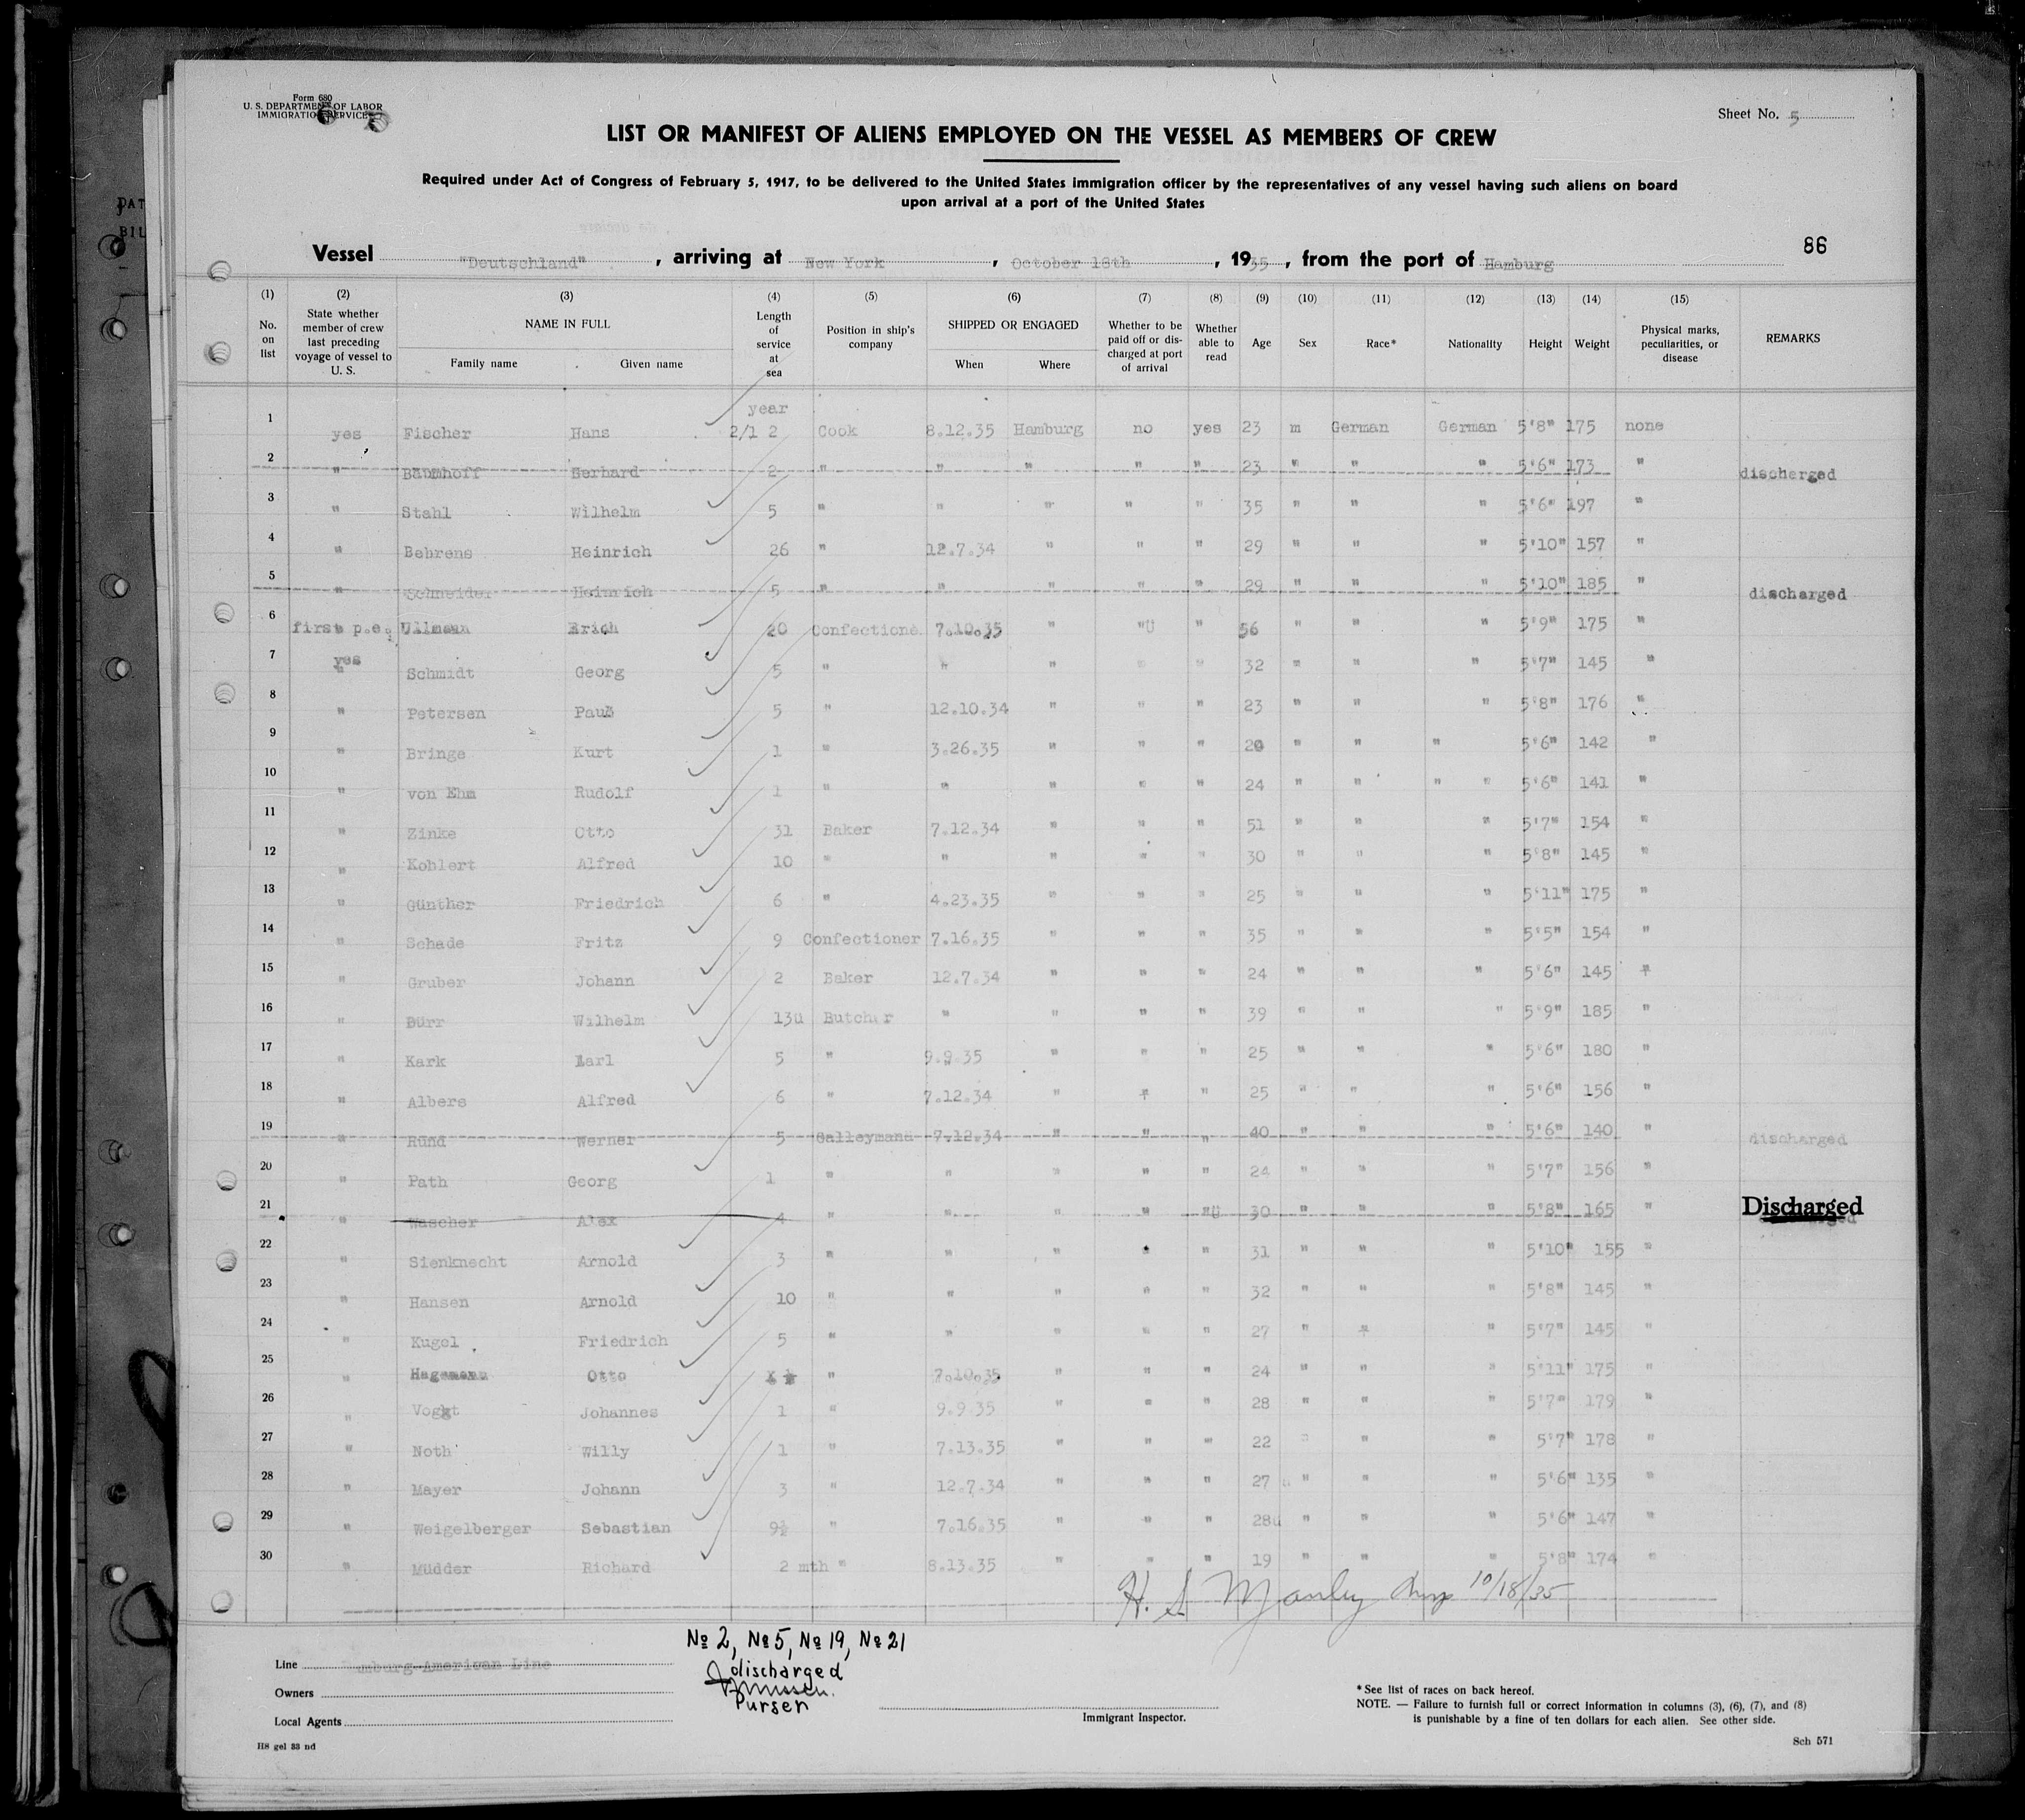 Form 680
U. S. DEPARTMENT OF LABOR
IMMIGRATION SERVICE
Sheet No. 5
LIST OR MANIFEST OF ALIENS EMPLOYED ON THE VESSEL AS MEMBERS OF CREW
Required under Act of Congress of February 5, 1917, to be delivered to the United States immigration officer by the representatives of any vessel having such aliens on board
upon arrival at a port of the United States
86
Vessel "Deutschland", arriving at New York, October 18th, 1935, from the port of Hamburg
(1) (2) (3) (4) (5) (6) (7) (8) (9) (10) (11) (12) (13) (14) (15)
No. on list State whether member of crew last preceding voyage of vessel to U. S. NAME IN FULL Family name Given name Length of service at sea Position in ship's company SHIPPED OR ENGAGED When Where Whether to be paid off or discharged at port of arrival Whether able to read Age Sex Race* Nationality Height Weight Physical marks, peculiarities, or disease REMARKS
year
1 yes Fischer Hans 2/1 2 Cook 8.12.35 Hamburg no yes 23 m German German 5'8" 175 none
2 " Baumhoff Gerhard 2 " " " " " 23 " " " 5'6" 173 " discharged
3 " Stahl Wilhelm 5 " " " " " 35 " " " 5'6" 197 "
4 " Behrens Heinrich 26 " 12.7.34 " " " 29 " " " 5'10" 157 "
5 " Schneider Heinrich 5 " " " " " 29 " " " 5'10" 185 " discharged
6 first p.e. Ullmann Erich 20 Confectione. 7.10.35 " "ü " 56 " " " 5'9" 175 "
7 yes " Schmidt Georg 5 " " " " " 32 " " " 5'7" 145 "
8 " Petersen Paul 5 " 12.10.34 " " " 23 " " " 5'8" 176 "
9 " Bringe Kurt 1 " 3.26.35 " " " 20 " " " 5'6" 142 "
10 " von Ehm Rudolf 1 " " " " " 24 " " " " 5'6" 141 "
11 " Zinke Otto 31 Baker 7.12.34 " " " 51 " " " 5'7" 154 "
12 " Kohlert Alfred 10 " " " " " 30 " " " 5'8" 145 "
13 " Günther Friedrich 6 " 4.23.35 " " " 25 " " " 5'11" 175 "
14 " Schade Fritz 9 Confectioner 7.16.35 " " " 35 " " " 5'5" 154 "
15 " Gruber Johann 2 Baker 12.7.34 " " " 24 " " " 5'6" 145 "
16 " Dürr Wilhelm 13u Butcher " " " " 39 " " " 5'9" 185 "
17 " Kark Karl 5 " 9.9.35 " " " 25 " " " 5'6" 180 "
18 " Albers Alfred 6 " 7.12.34 " " " 25 " " " 5'6" 156 "
19 " Rund Werner 5 Galleymann 7.12.34 " " " 40 " " " 5'6" 140 " discharged
20 " Path Georg 1 " " " " " 24 " " " 5'7" 156 "
21 " Wascher Alex 4 " " " " "ü 30 " " " 5'8" 165 " Discharged
22 " Sienknecht Arnold 3 " " " " " 31 " " " 5'10" 155 "
23 " Hansen Arnold 10 " " " " " 32 " " " 5'8" 145 "
24 " Kugel Friedrich 5 " " " " " 27 " " " 5'7" 145 "
25 " Hagemann Otto " 7.10.35 " " " 24 " " " 5'11" 175 "
26 " Vogt Johannes 1 " 9.9.35 " " " 28 " " " 5'7" 179 "
27 " Noth Willy 1 " 7.13.35 " " " 22 " " " 5'7" 178 "
28 " Mayer Johann 3 " 12.7.34 " " " 27 " " " 5'6" 135 "
29 " Weigelberger Sebastian 9½ " 7.16.35 " " " 28u " " " 5'6" 147 "
30 " Müdder Richard 2 mth " 8.13.35 " " " 19 " " " 5'8" 174 "
H. S Manley 10/18/35
No 2, No 5, No 19, No 21
discharged
Purser
Line Hamburg-American Line
Owners
Local Agents
H8 gel 33 nd
Immigrant Inspector.
* See list of races on back hereof.
NOTE. — Failure to furnish full or correct information in columns (3), (6), (7), and (8)
is punishable by a fine of ten dollars for each alien. See other side.
Sch 571